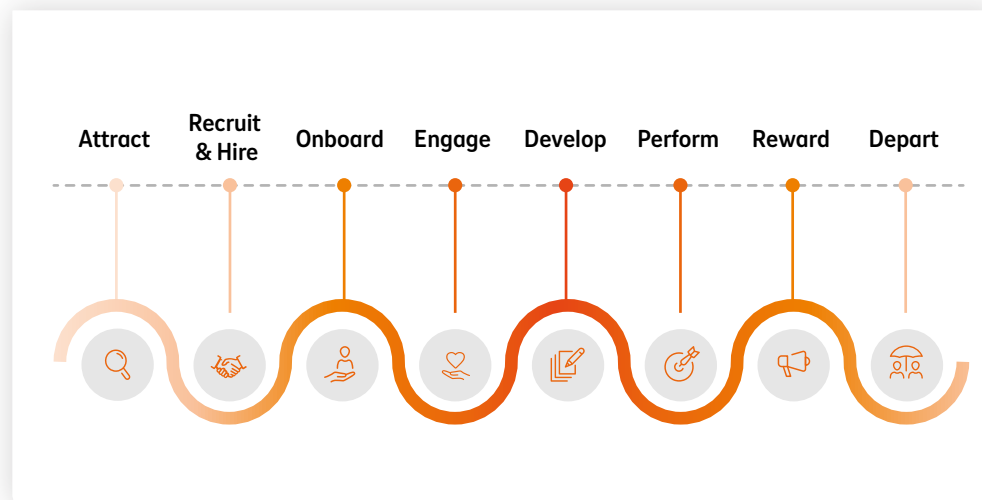 Attract
Recruit
& Hire
Onboard
Engage
Develop
Perform
Reward
Depart